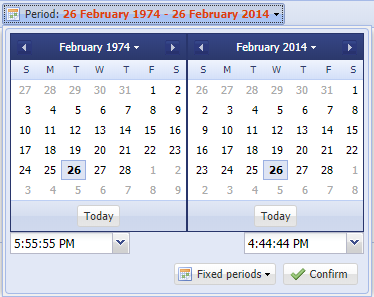 Period: 26 February 1974 - 26 February 2014
February 1974 February 2014
S M T W T F S S M T W T F S
27 28 29 30 31 1 2 26 27 28 29 30 31 1
3 4 5 6 7 8 9 2 3 4 5 6 7 8
10 11 12 13 14 15 16 9 10 11 12 13 14 15
17 18 19 20 21 22 23 16 17 18 19 20 21 22
24 25 26 27 28 1 2 23 24 25 26 27 28 1
3 4 5 6 7 8 9 2 3 4 5 6 7 8
Today Today
5:55:55 PM 4:44:44 PM
Fixed periods Confirm